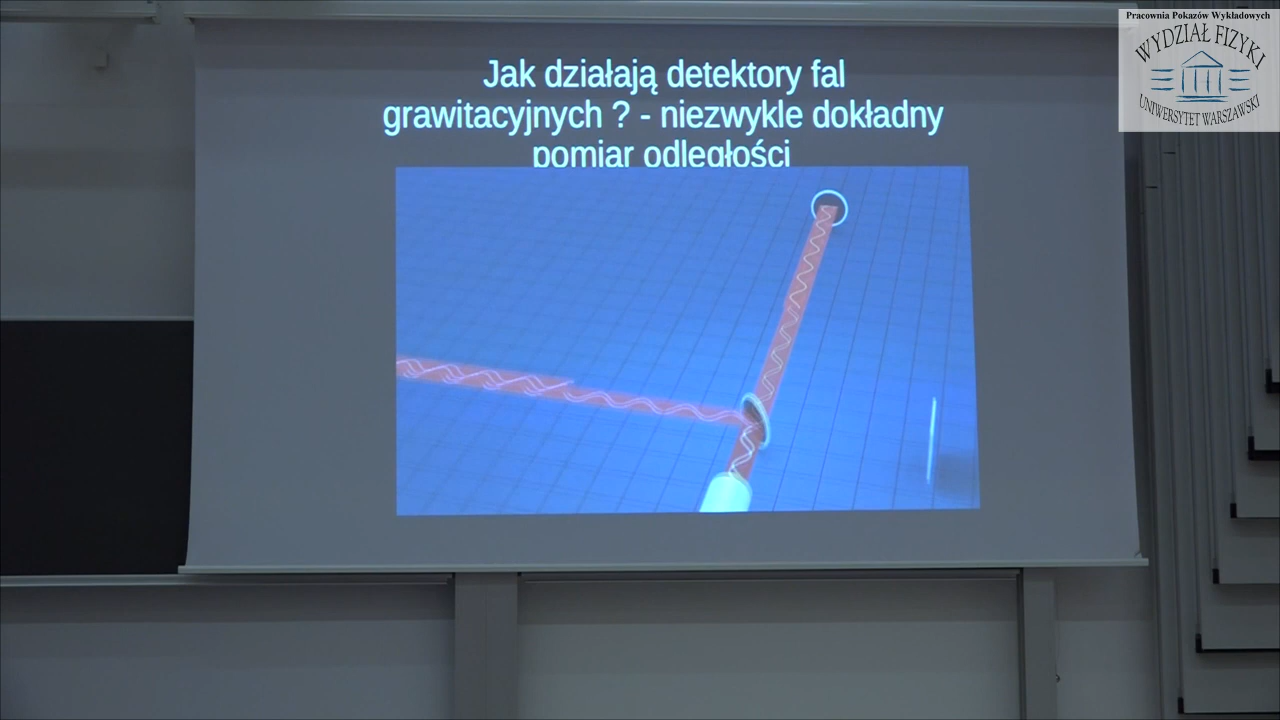 Pracownia Pokazów Wykładowych
WYDZIAŁ FIZYKI
UNIWERSYTET WARSZAWSKI
Jak działają detektory fal
grawitacyjnych ? - niezwykle dokładny
pomiar odległości